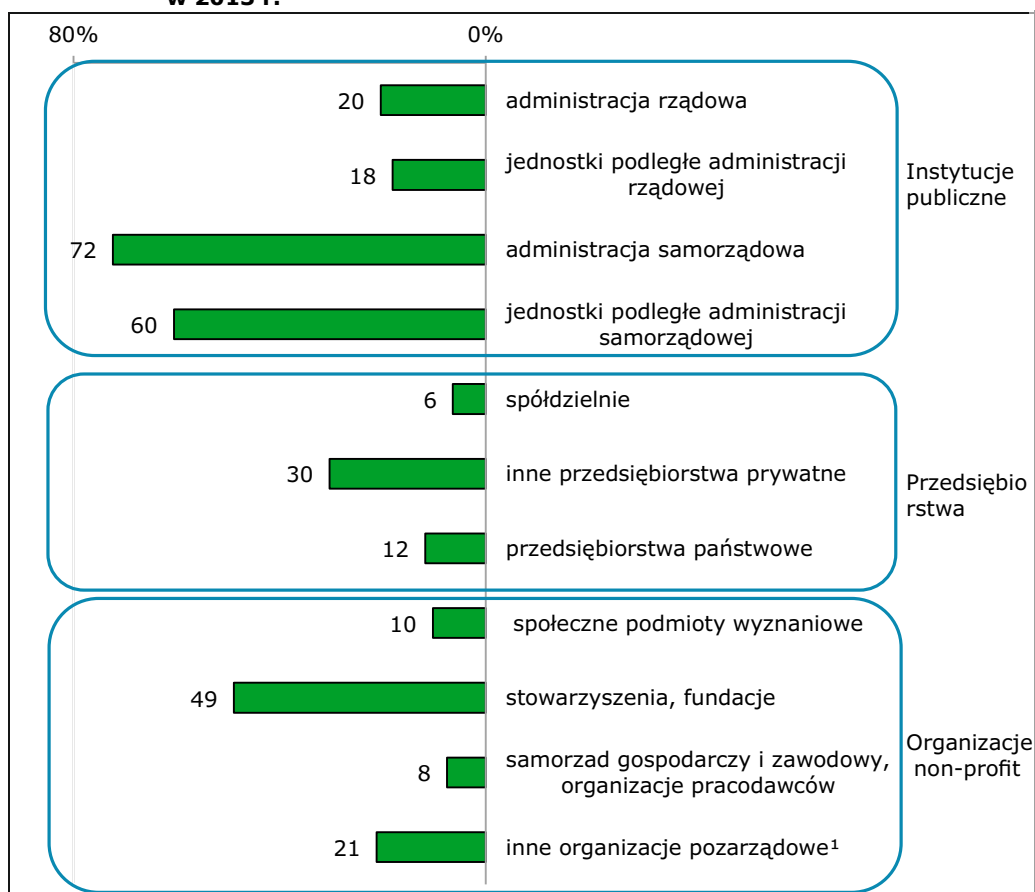 w 2013 r.
80%
0%
20
administracja rządowa
18
jednostki podległe administracji
rządowej
72
administracja samorządowa
60
jednostki podległe administracji
samorządowej
Instytucje
publiczne
6
spółdzielnie
30
inne przedsiębiorstwa prywatne
12
przedsiębiorstwa państwowe
Przedsiębio
rstwa
10
społeczne podmioty wyznaniowe
49
stowarzyszenia, fundacje
8
samorzad gospodarczy i zawodowy,
organizacje pracodawców
21
inne organizacje pozarządowe¹
Organizacje
non-profit